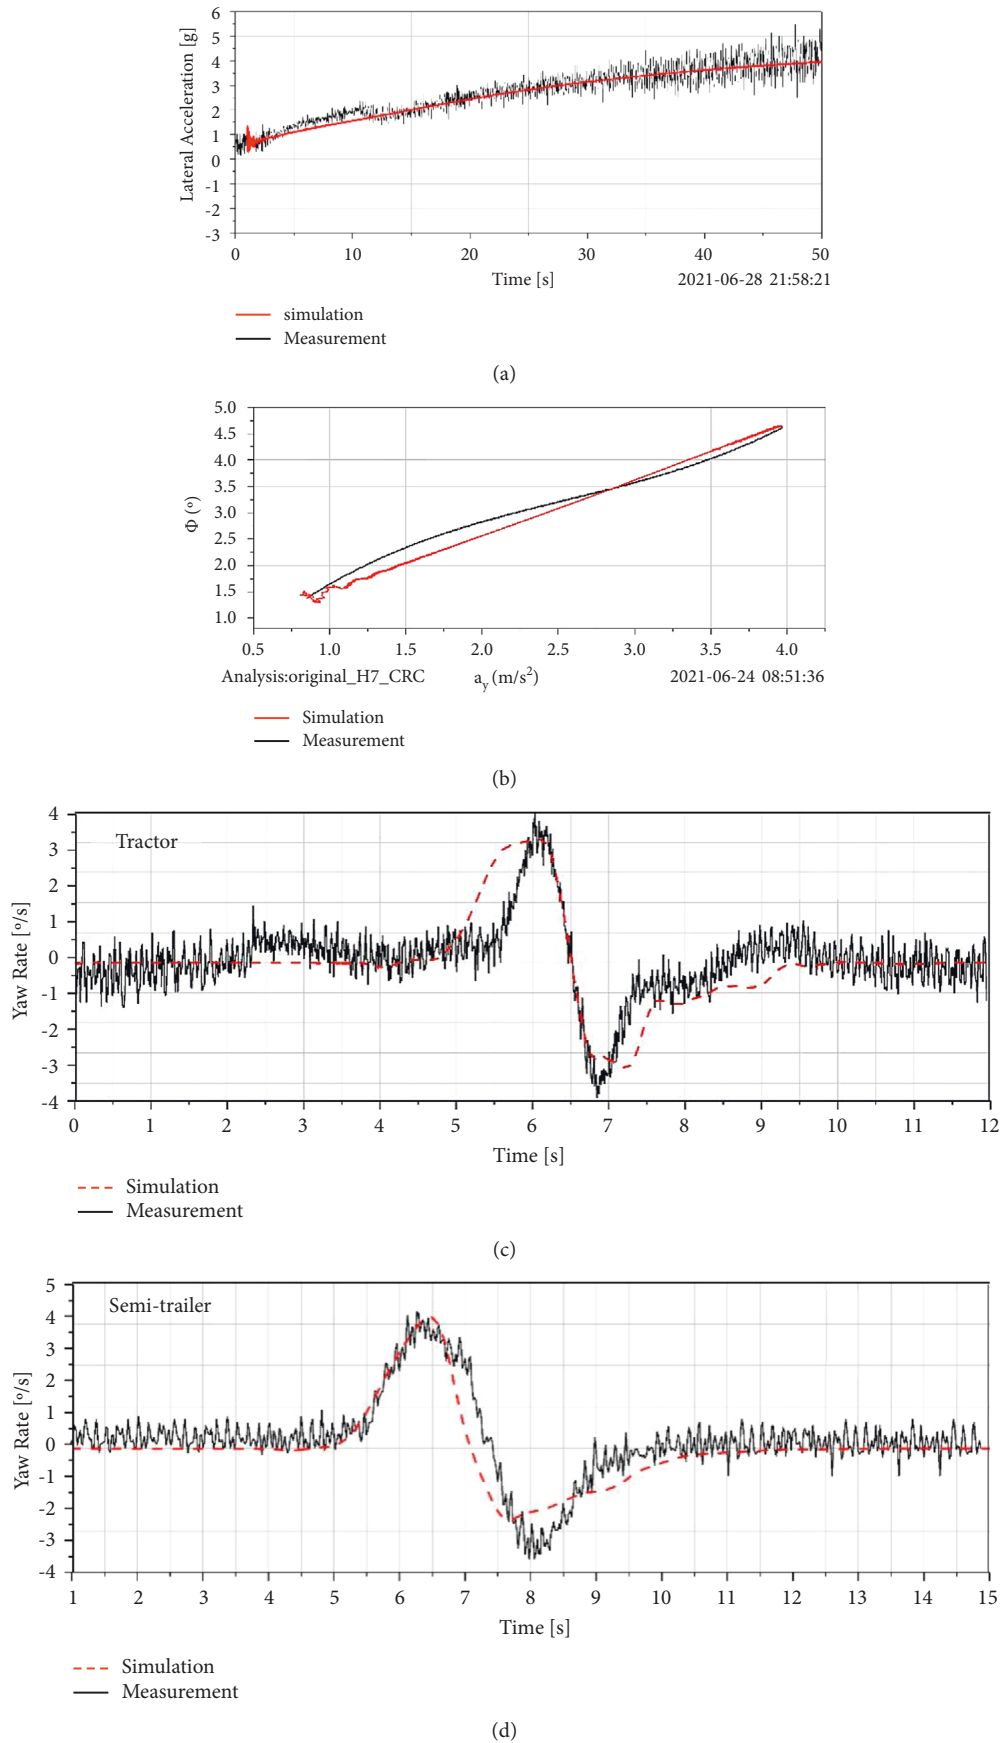 6
5
4
3
2
1
0
-1
-2
-3
Lateral Acceleration [g]
0 10 20 30 40 50
Time [s] 2021-06-28 21:58:21
simulation
Measurement
(a)
5.0
4.5
4.0
3.5
3.0
2.5
2.0
1.5
1.0
Φ (º)
0.5 1.0 1.5 2.0 2.5 3.0 3.5 4.0
Analysis:original_H7_CRC a_y (m/s²) 2021-06-24 08:51:36
Simulation
Measurement
(b)
4
3
2
1
0
-1
-2
-3
-4
Yaw Rate [º/s]
Tractor
0 1 2 3 4 5 6 7 8 9 10 11 12
Time [s]
Simulation
Measurement
(c)
5
4
3
2
1
0
-1
-2
-3
-4
Yaw Rate [º/s]
Semi-trailer
1 2 3 4 5 6 7 8 9 10 11 12 13 14 15
Time [s]
Simulation
Measurement
(d)